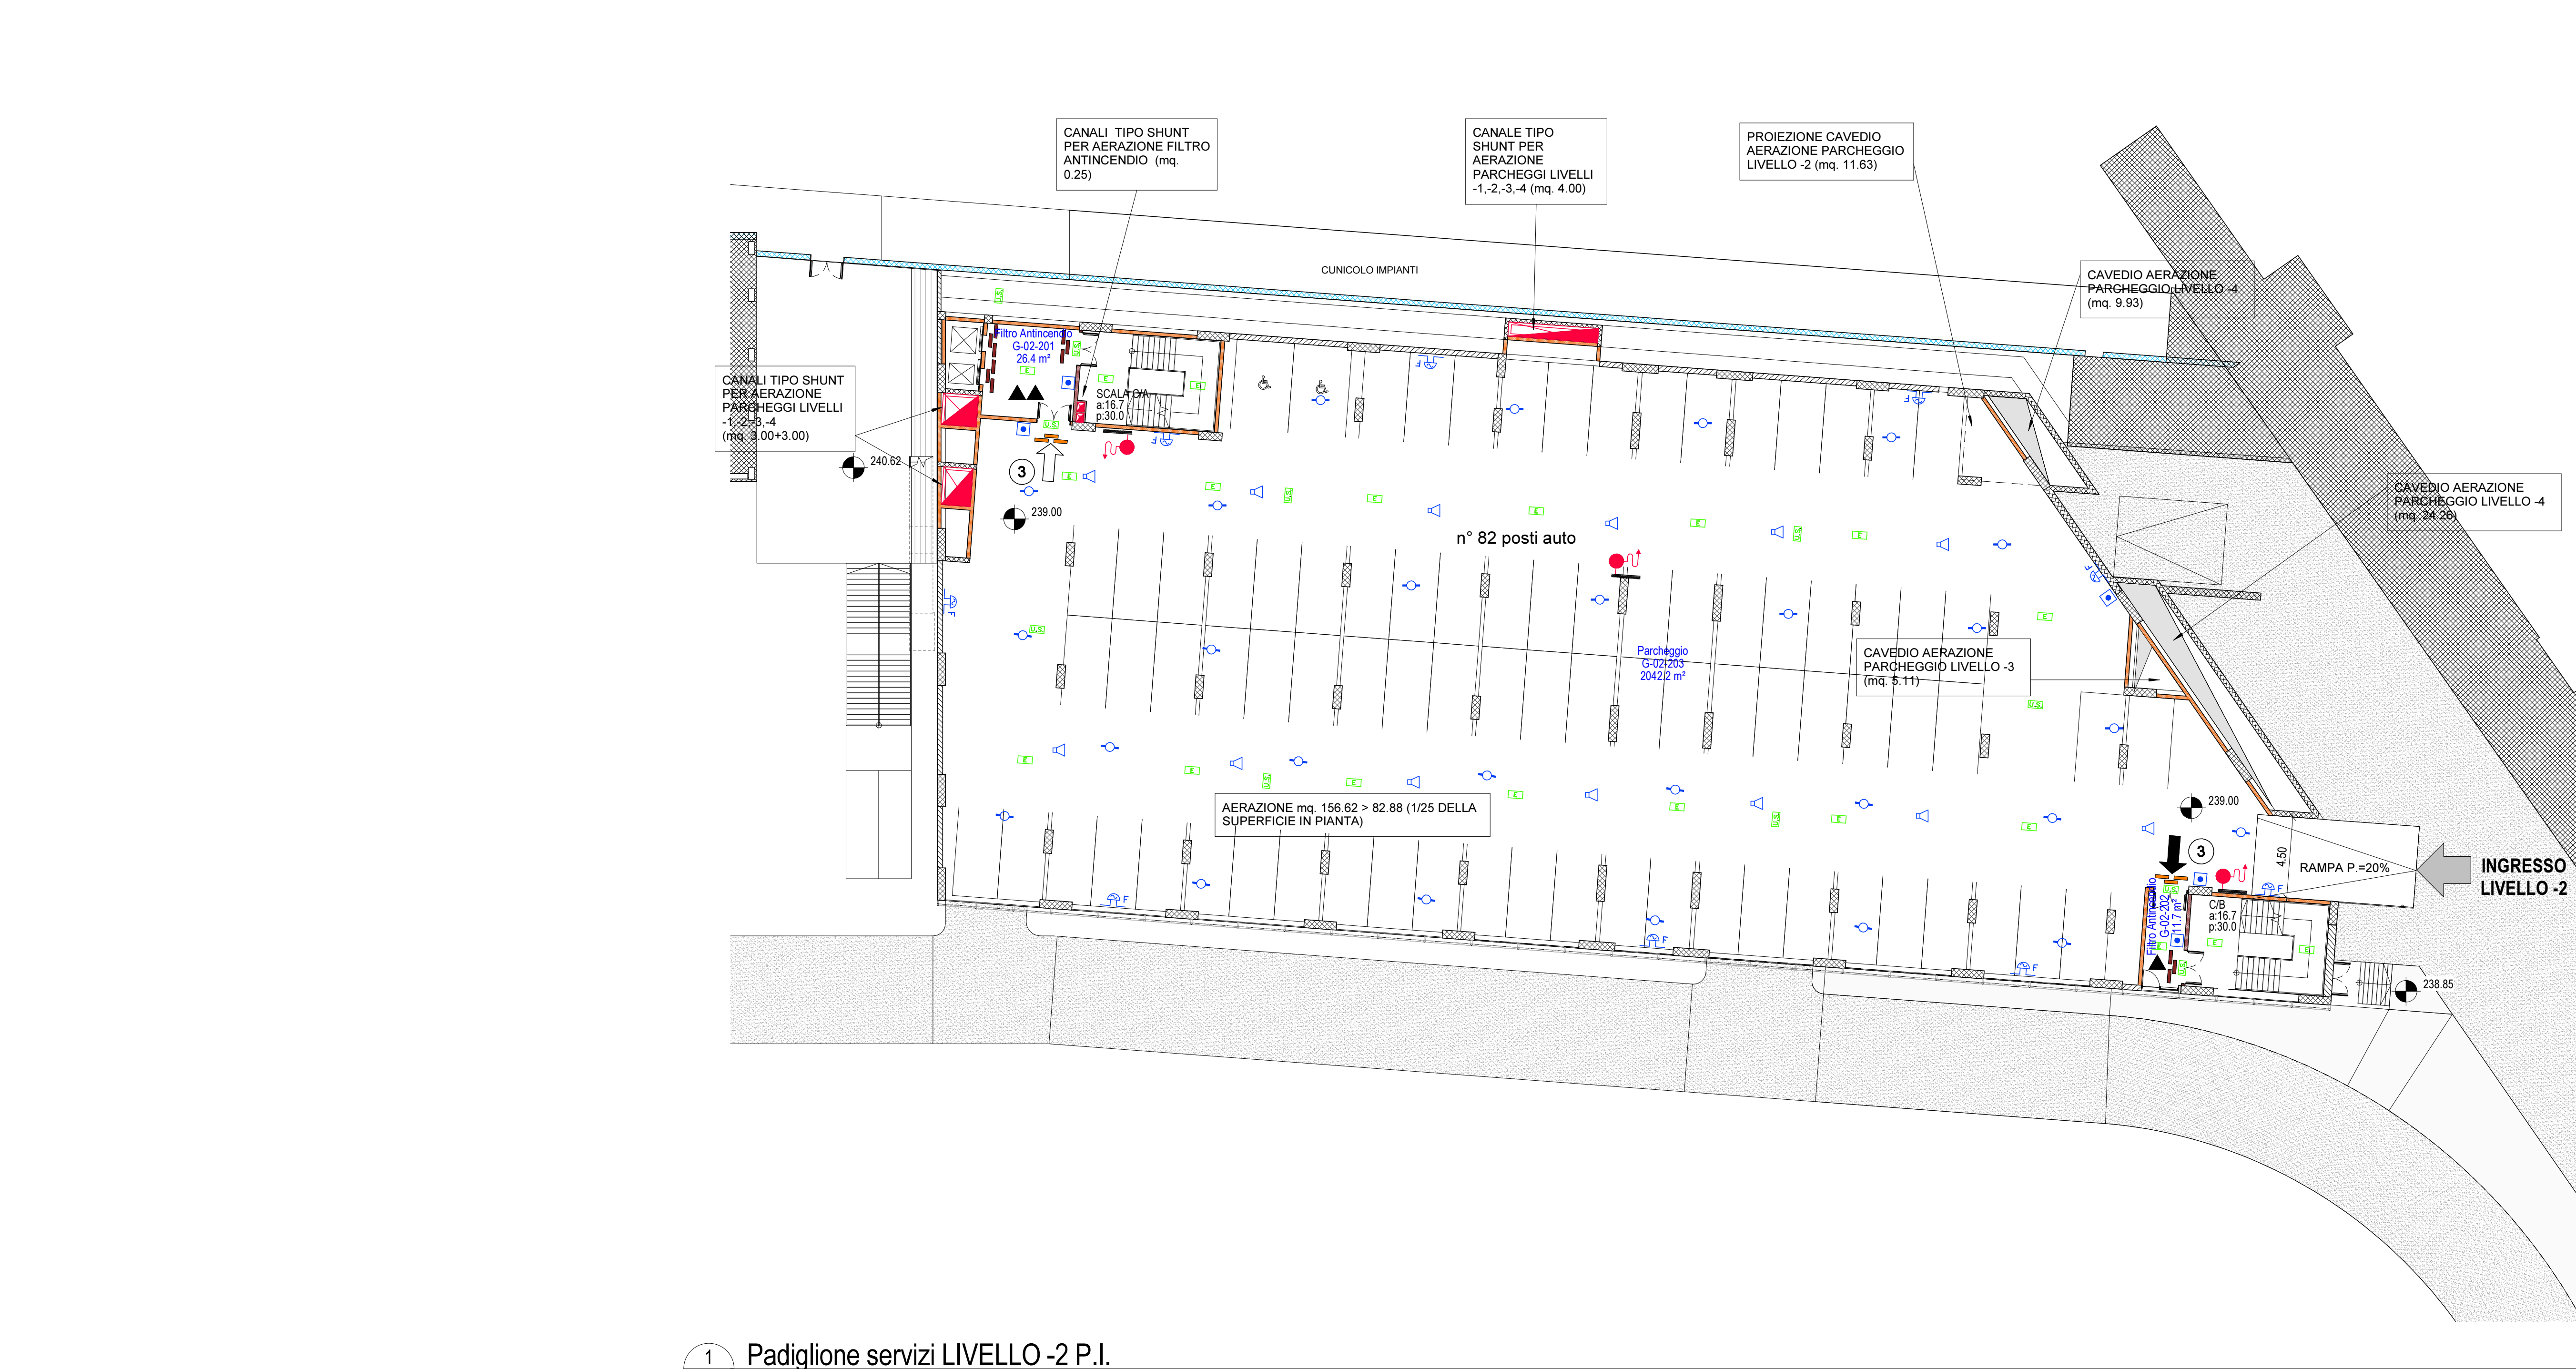 CANALI TIPO SHUNT
PER AERAZIONE FILTRO
ANTINCENDIO (mq.
0.25)
CANALE TIPO
SHUNT PER
AERAZIONE
PARCHEGGI LIVELLI
-1,-2,-3,-4 (mq. 4.00)
PROIEZIONE CAVEDIO
AERAZIONE PARCHEGGIO
LIVELLO -2 (mq. 11.63)
CUNICOLO IMPIANTI
CAVEDIO AERAZIONE
PARCHEGGIO LIVELLO -4
(mq. 9.93)
U.S.
Filtro Antincendio
G-02-201
26.4 m²
U.S.
E
E
E
SCALA C/A
a:16.7
p:30.0
U.S.
F
F
F
CANALI TIPO SHUNT
PER AERAZIONE
PARCHEGGI LIVELLI
-1,-2,-3,-4
(mq. 3.00+3.00)
240.62
3
239.00
E
E
U.S.
E
E
E
U.S.
E
n° 82 posti auto
CAVEDIO AERAZIONE
PARCHEGGIO LIVELLO -4
(mq. 24.26)
F
F
U.S.
E
Parcheggio
G-02-203
2042.2 m²
CAVEDIO AERAZIONE
PARCHEGGIO LIVELLO -3
(mq. 5.11)
U.S.
E
E
U.S.
E
E
E
U.S.
E
E
AERAZIONE mq. 156.62 > 82.88 (1/25 DELLA
SUPERFICIE IN PIANTA)
239.00
3
4.50
RAMPA P.=20%
INGRESSO
LIVELLO -2
F
F
F
F
U.S.
Filtro Antincendio
G-02-202
11.7 m²
C/B
a:16.7
p:30.0
E
E
E
U.S.
238.85
1
Padiglione servizi LIVELLO -2 P.I.